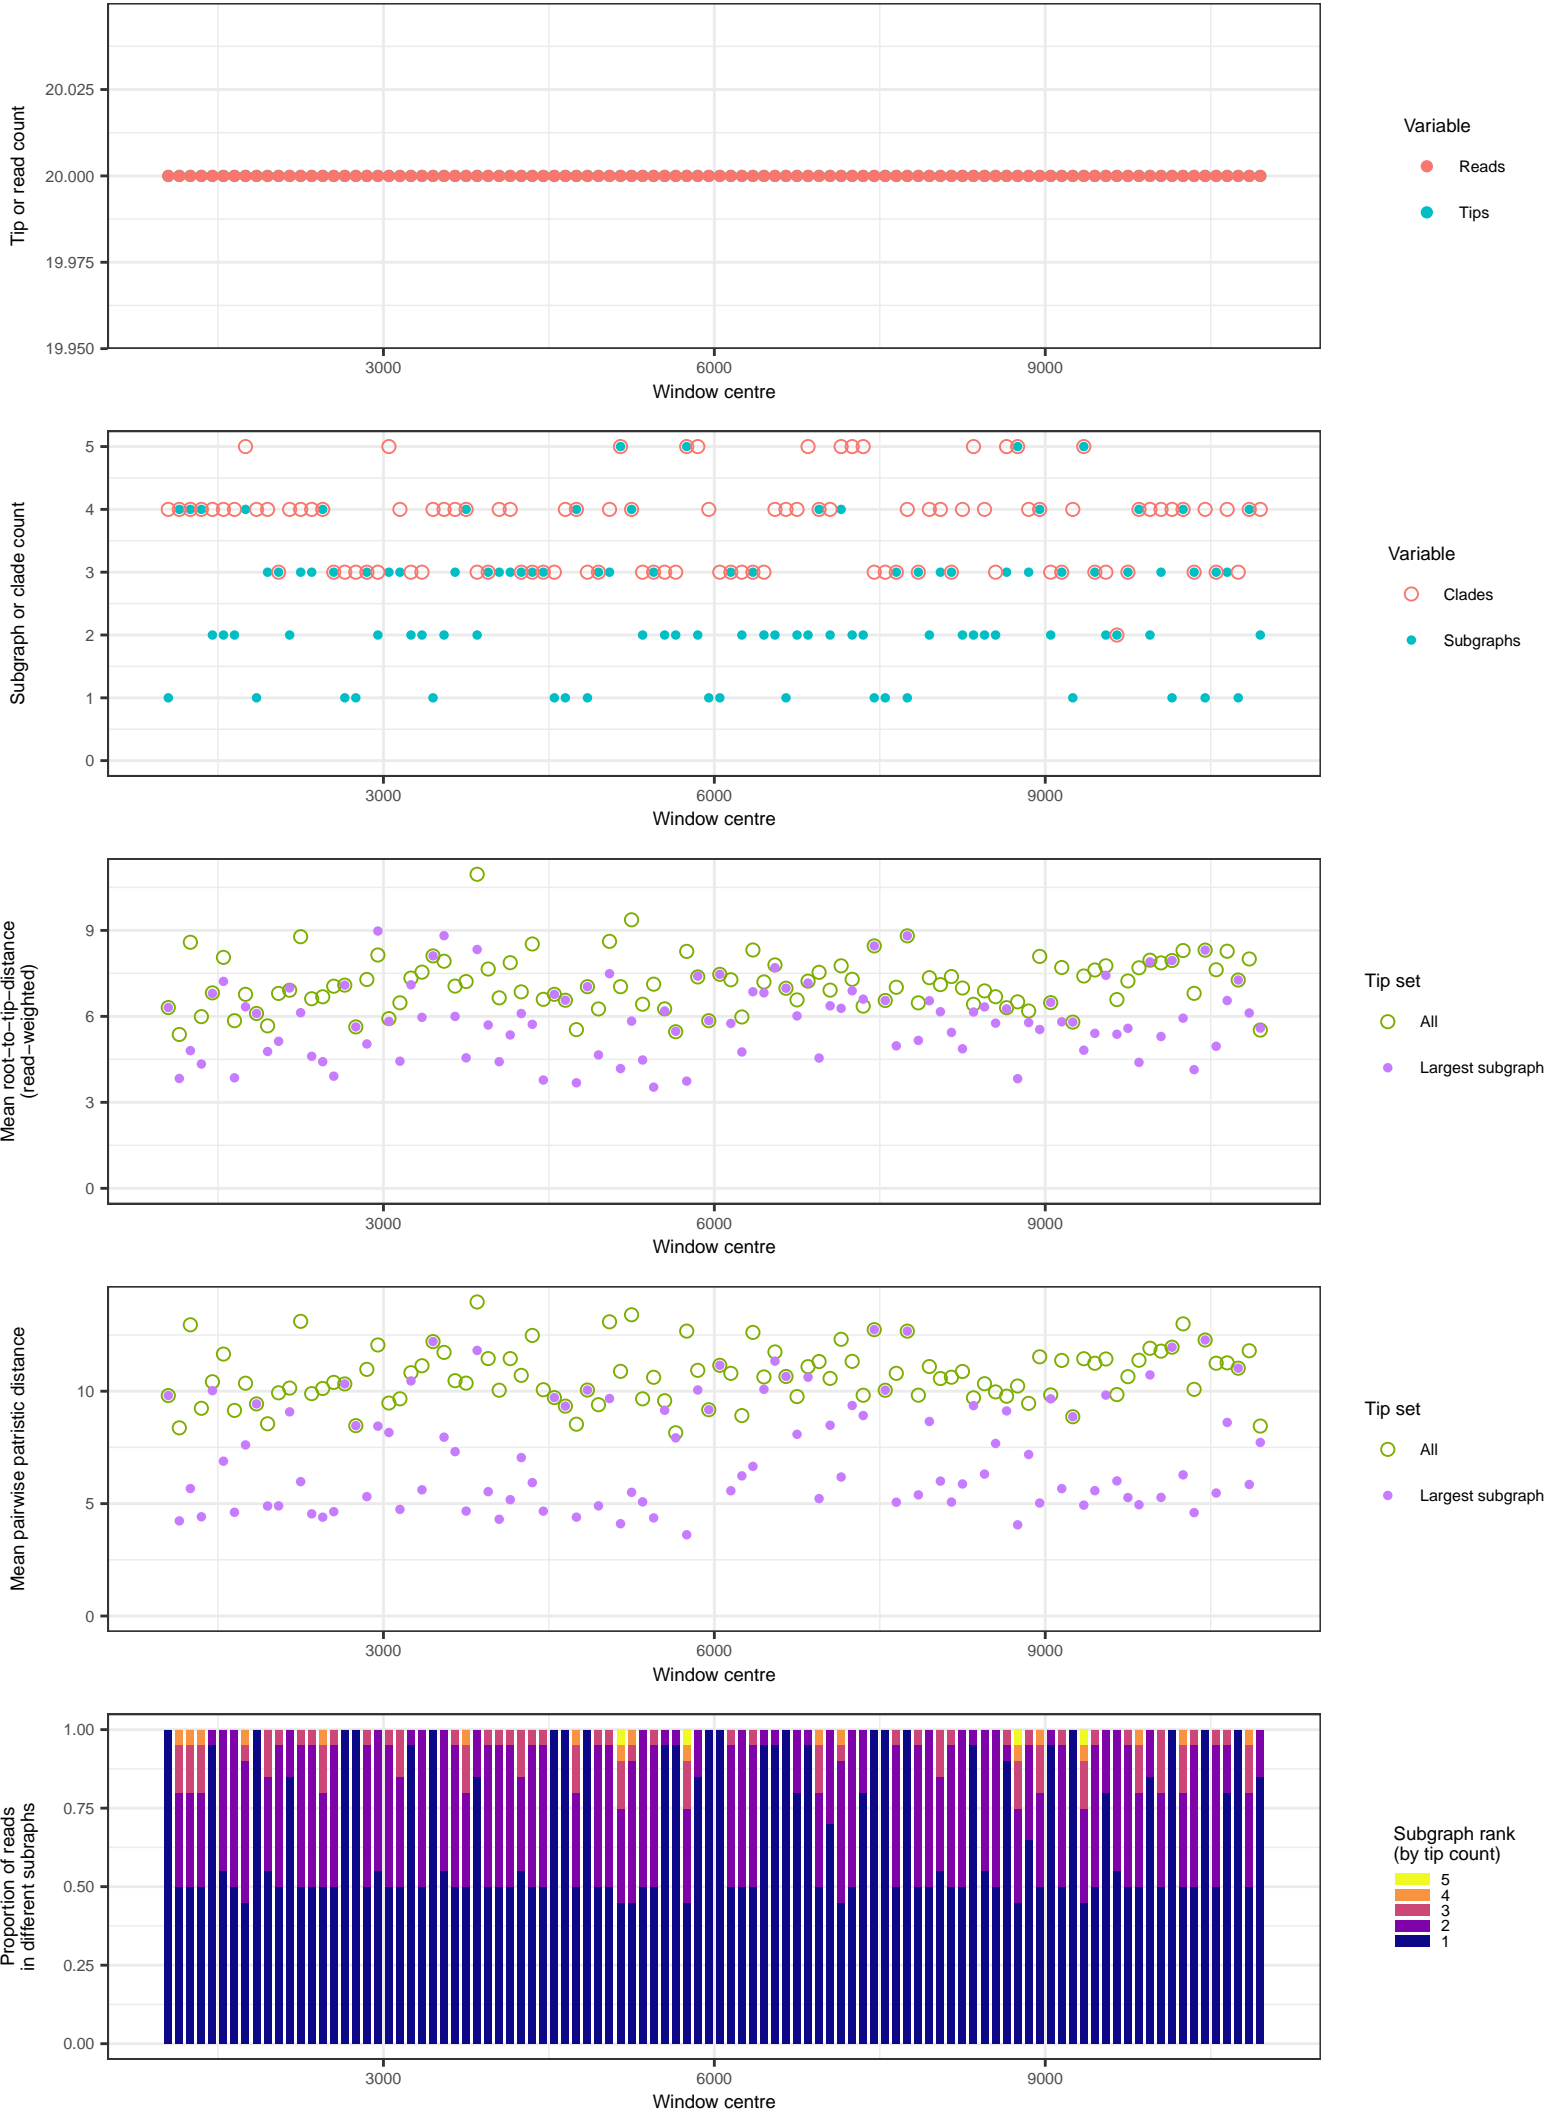 20.025
20.000
19.975
19.950
Tip or read count
3000 6000 9000
Window centre
Variable
Reads
Tips
5
4
3
2
1
0
Subgraph or clade count
3000 6000 9000
Window centre
Variable
Clades
Subgraphs
9
6
3
0
Mean root−to−tip−distance
(read−weighted)
3000 6000 9000
Window centre
Tip set
All
Largest subgraph
10
5
0
Mean pairwise patristic distance
3000 6000 9000
Window centre
Tip set
All
Largest subgraph
1.00
0.75
0.50
0.25
0.00
Proportion of reads
in different subraphs
3000 6000 9000
Window centre
Subgraph rank
(by tip count)
5
4
3
2
1